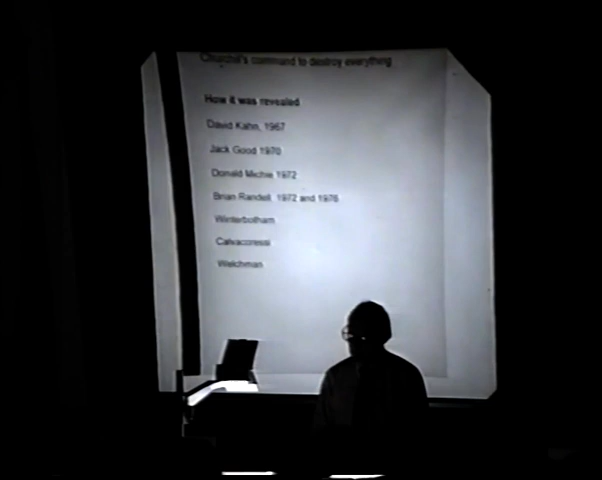 Churchill's command to destroy everything
How it was revealed
David Kahn, 1967
Jack Good 1970
Donald Michie 1972
Brian Randell 1972 and 1976
Winterbotham
Calvacoressi
Welchman